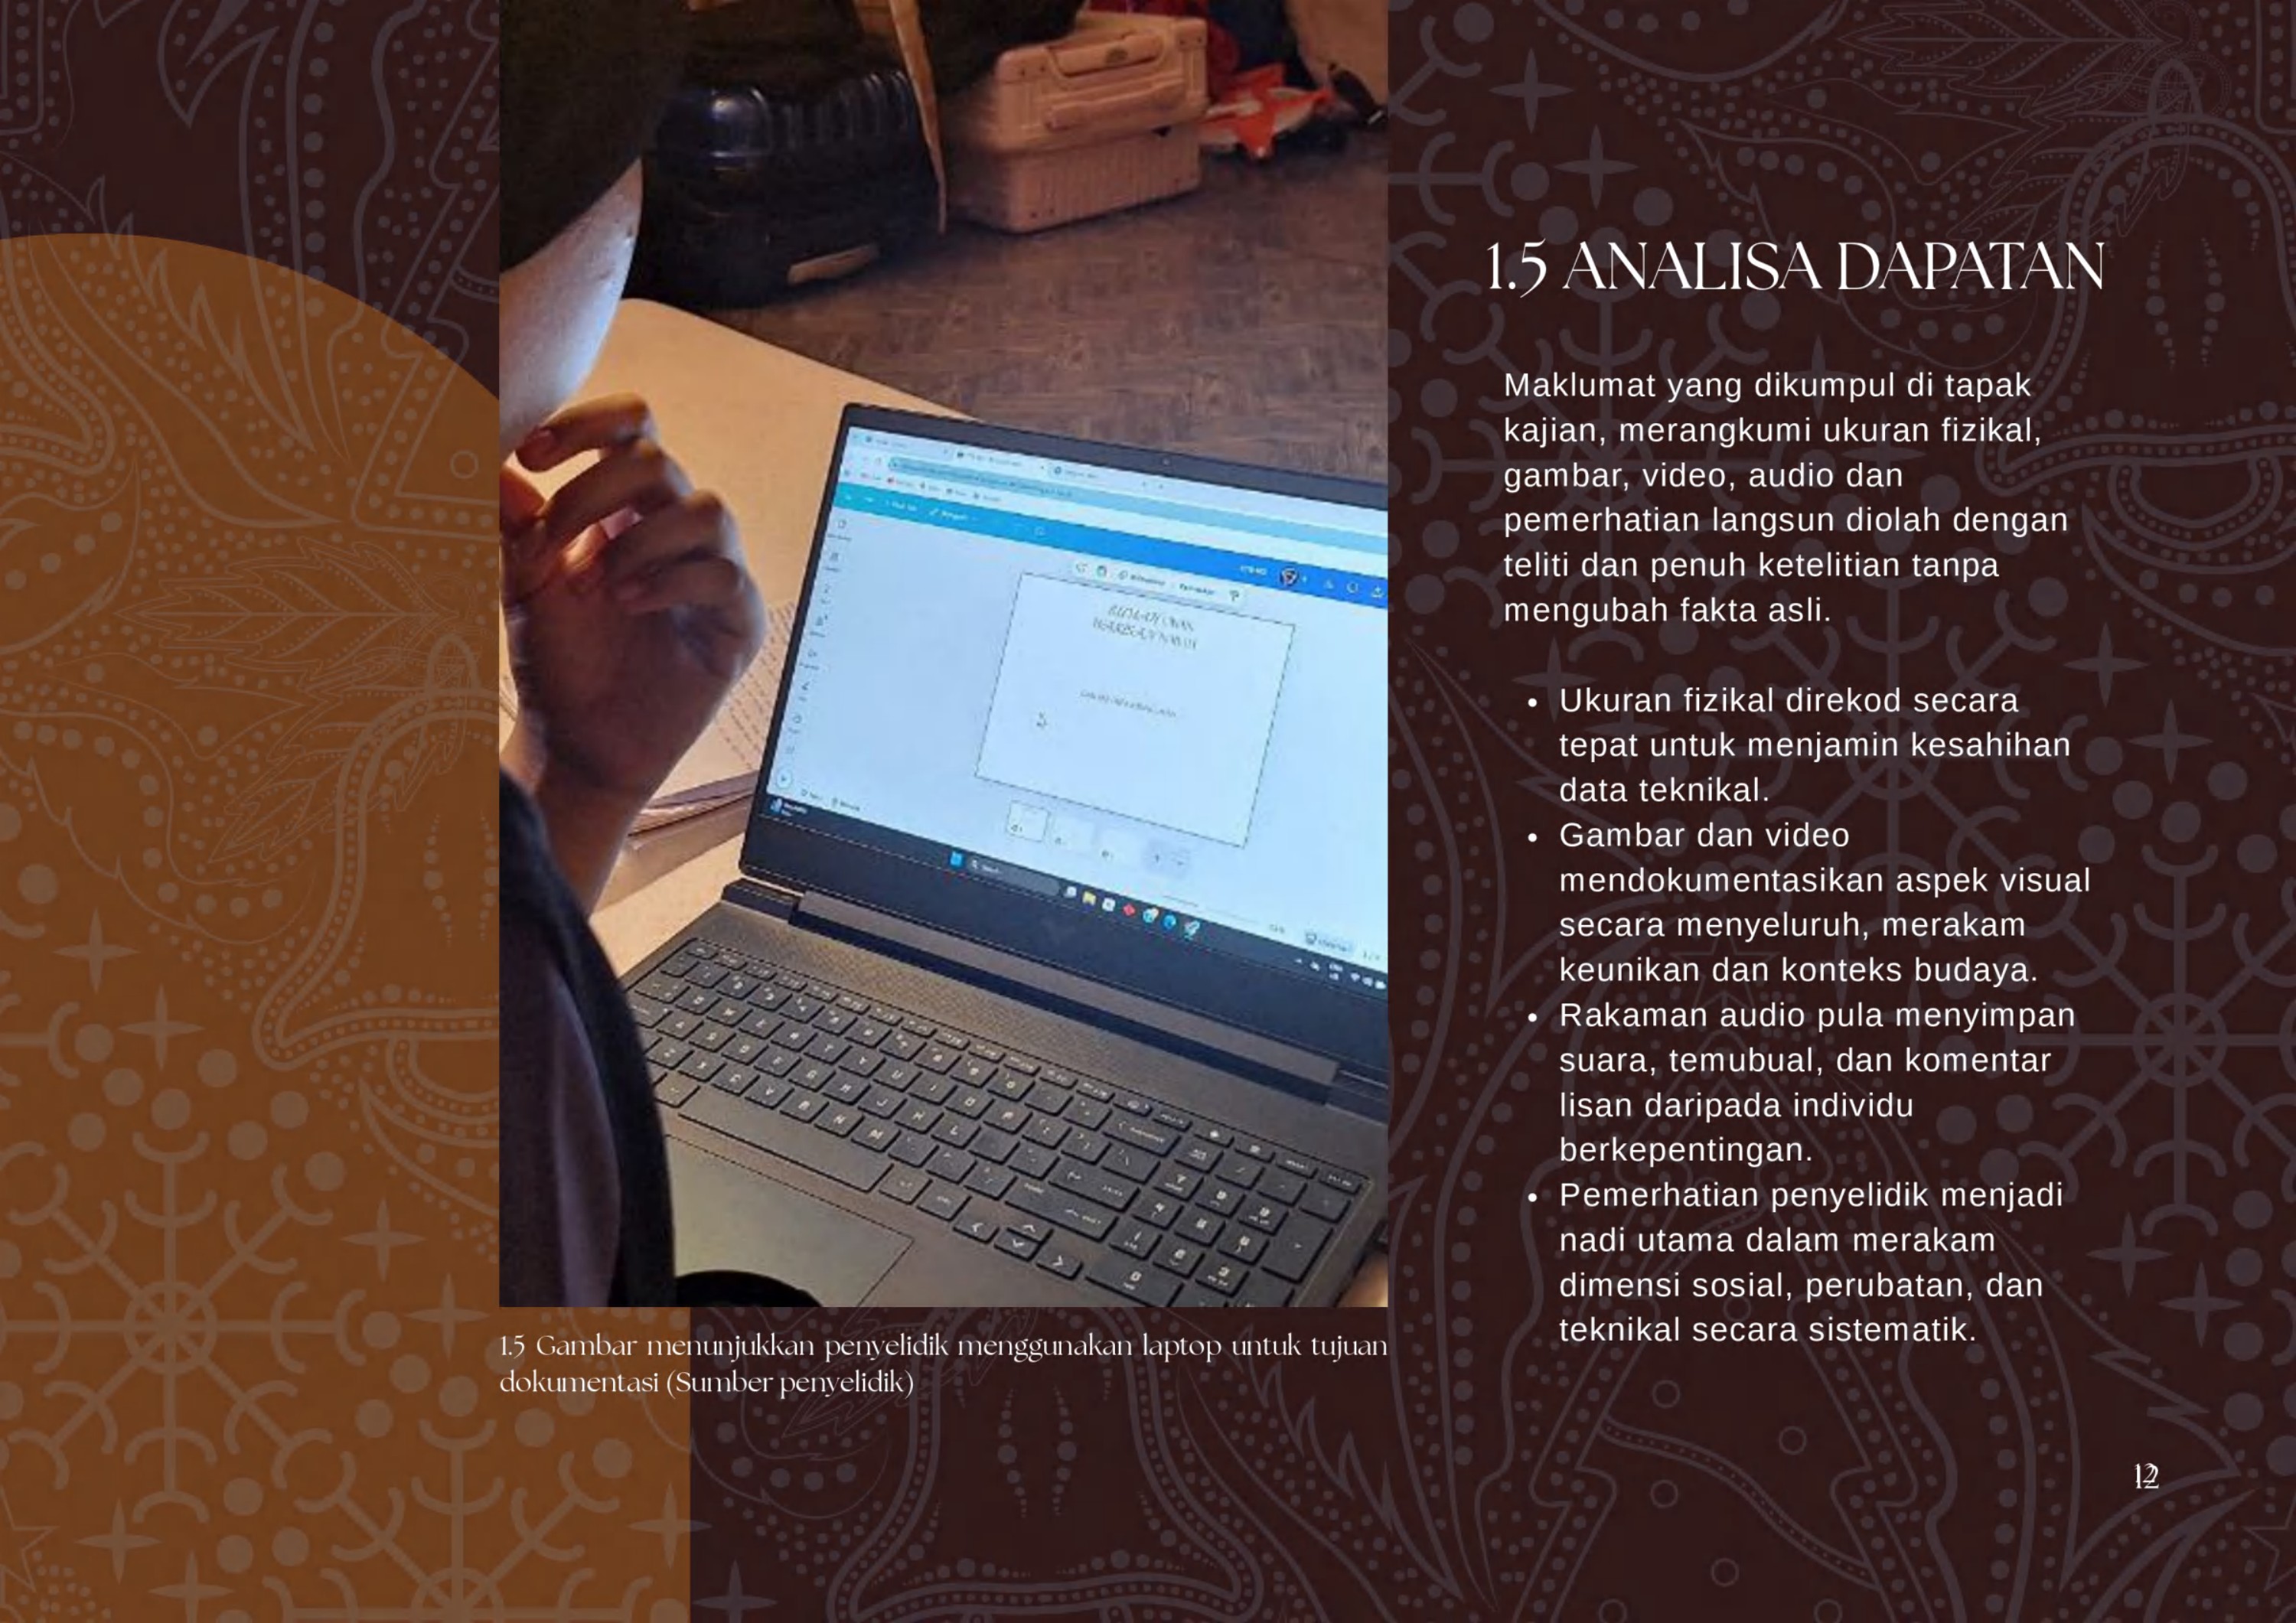 1.5 ANALISA DAPATAN
Maklumat yang dikumpul di tapak
kajian, merangkumi ukuran fizikal,
gambar, video, audio dan
pemerhatian langsun diolah dengan
teliti dan penuh ketelitian tanpa
mengubah fakta asli.
• Ukuran fizikal direkod secara
tepat untuk menjamin kesahihan
data teknikal.
• Gambar dan video
mendokumentasikan aspek visual
secara menyeluruh, merakam
keunikan dan konteks budaya.
• Rakaman audio pula menyimpan
suara, temubual, dan komentar
lisan daripada individu
berkepentingan.
• Pemerhatian penyelidik menjadi
nadi utama dalam merakam
dimensi sosial, perubatan, dan
teknikal secara sistematik.
1.5 Gambar menunjukkan penyelidik menggunakan laptop untuk tujuan
dokumentasi (Sumber penyelidik)